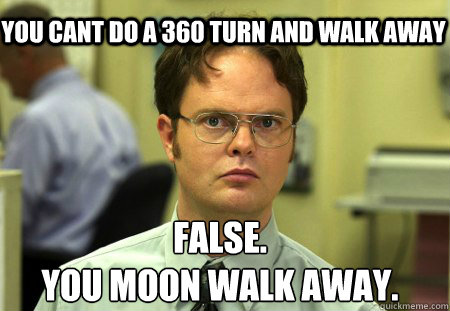 YOU CANT DO A 360 TURN AND WALK AWAY
FALSE.
YOU MOON WALK AWAY.
quickmeme.com